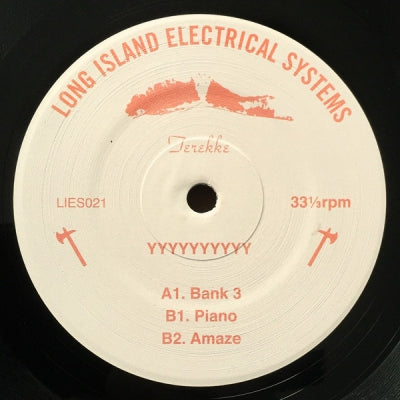 LONG ISLAND ELECTRICAL SYSTEMS
Terekke
LIES021
33⅓rpm
YYYYYYYYYY
A1. Bank 3
B1. Piano
B2. Amaze